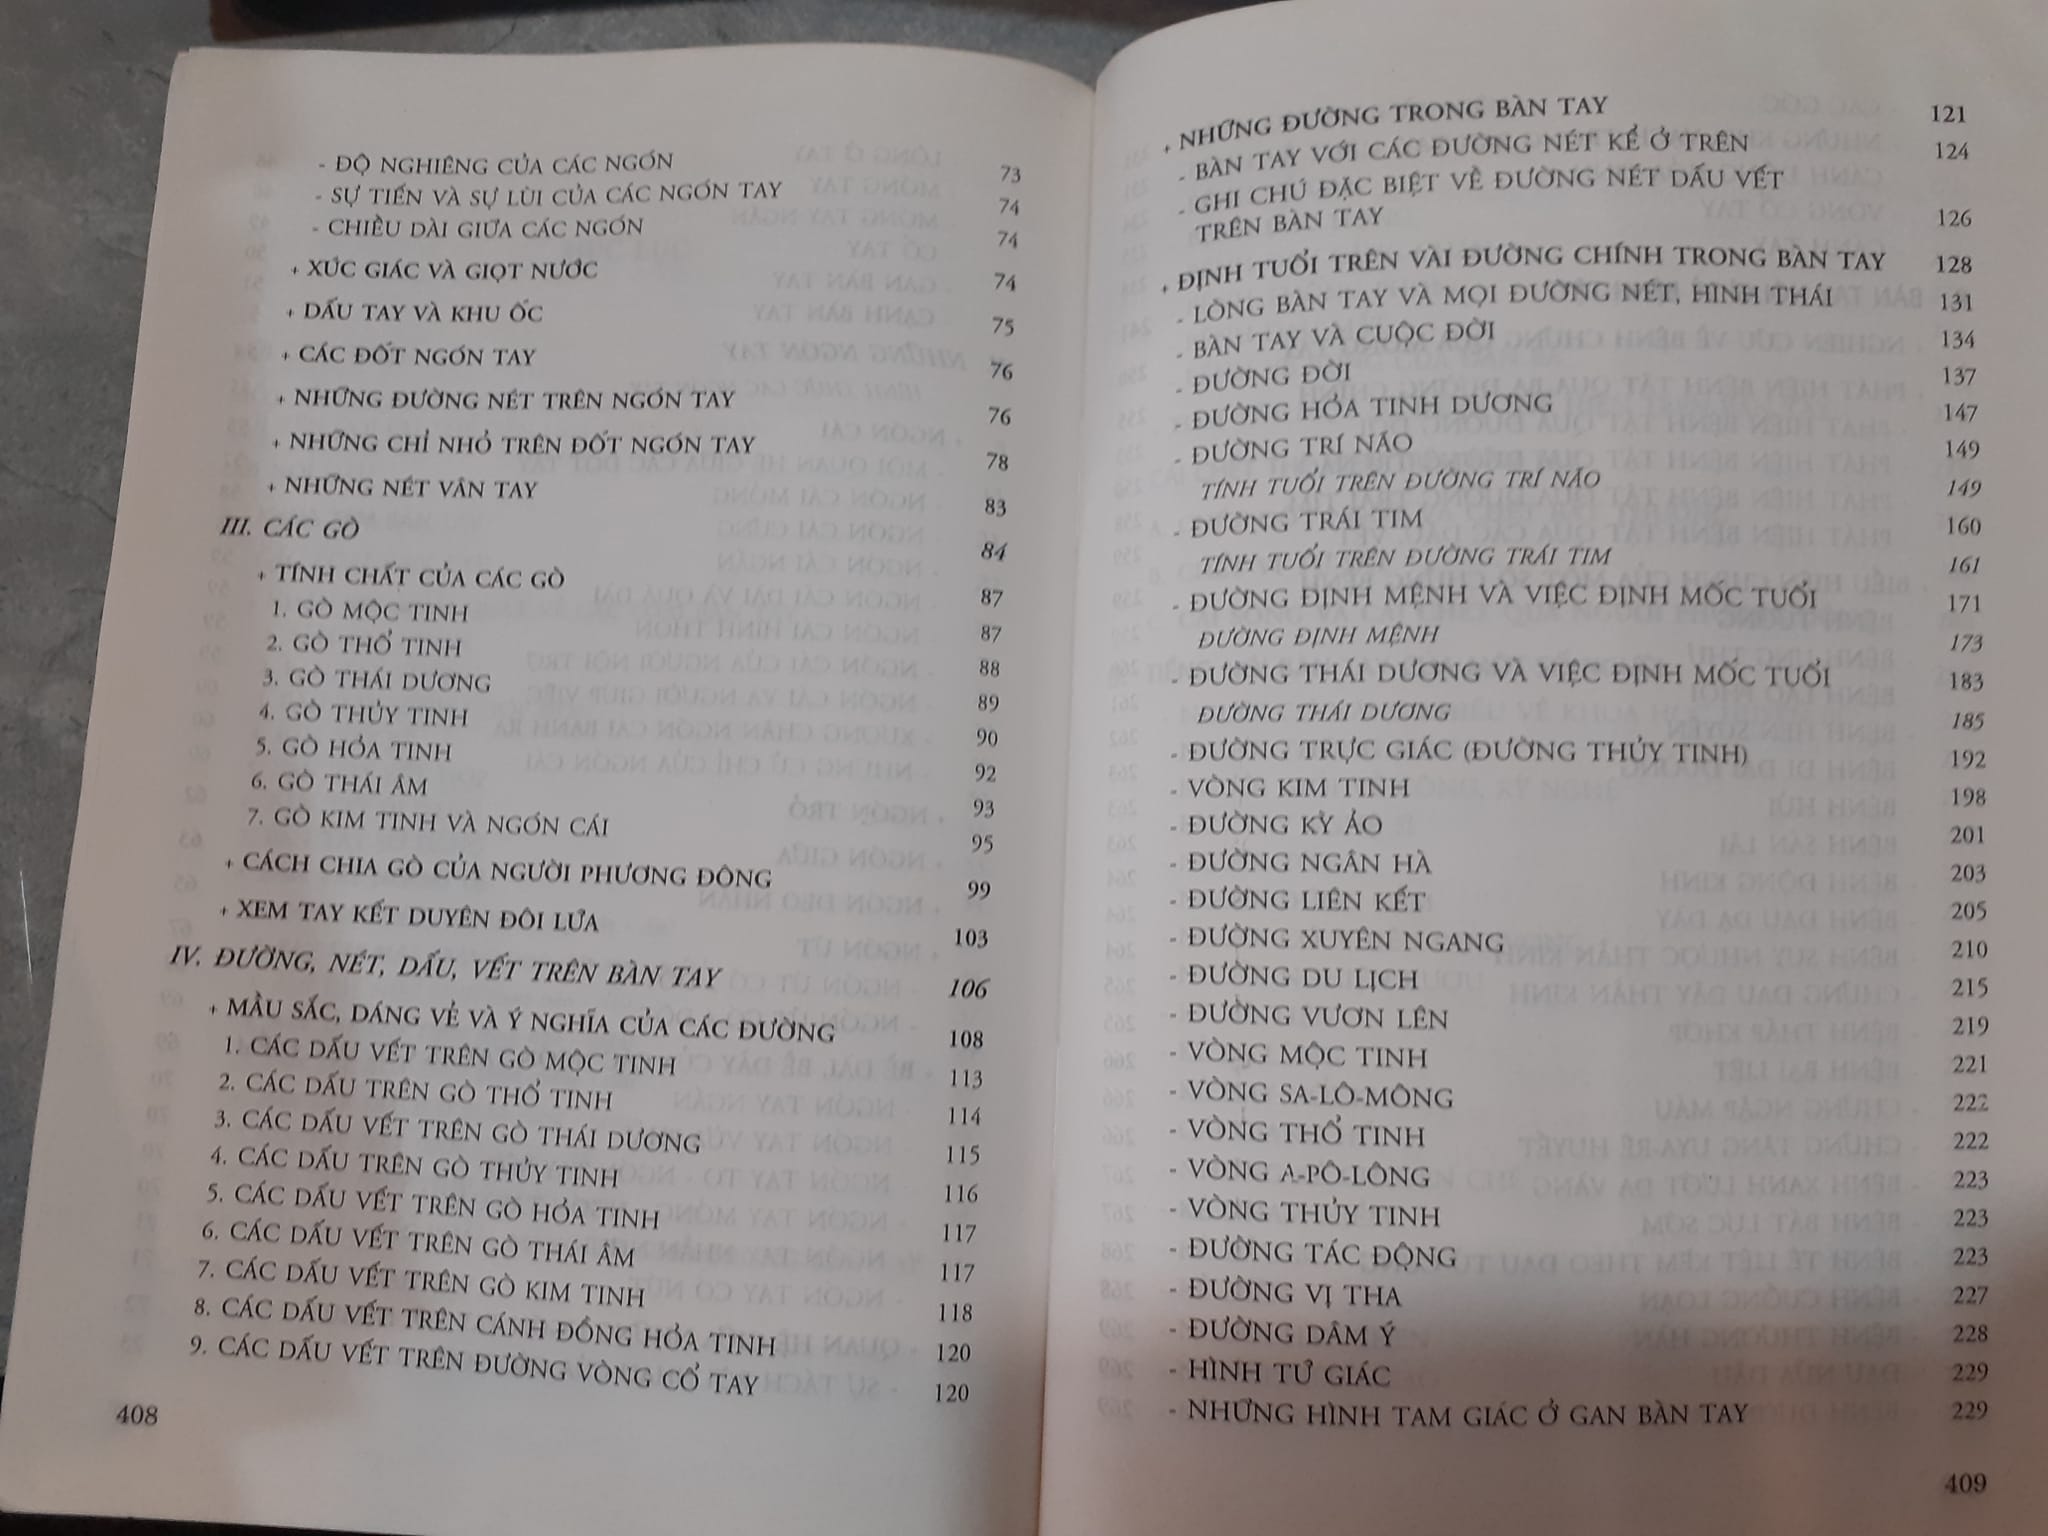 - ĐỘ NGHIÊNG CỦA CÁC NGÓN 73
- SỰ TIẾN VÀ SỰ LÙI CỦA CÁC NGÓN TAY 74
- CHIỀU DÀI GIỮA CÁC NGÓN 74
+ XÚC GIÁC VÀ GIỌT NƯỚC 74
+ DẤU TAY VÀ KHU ỐC 75
+ CÁC ĐỐT NGÓN TAY 76
+ NHỮNG ĐƯỜNG NÉT TRÊN NGÓN TAY 76
+ NHỮNG CHỈ NHỎ TRÊN ĐỐT NGÓN TAY 78
+ NHỮNG NÉT VÂN TAY 83
III. CÁC GÒ 84
+ TÍNH CHẤT CỦA CÁC GÒ 87
1. GÒ MỘC TINH 87
2. GÒ THỔ TINH 88
3. GÒ THÁI DƯƠNG 89
4. GÒ THỦY TINH 90
5. GÒ HỎA TINH 92
6. GÒ THÁI ÂM 93
7. GÒ KIM TINH VÀ NGÓN CÁI 95
+ CÁCH CHIA GÒ CỦA NGƯỜI PHƯƠNG ĐÔNG 99
+ XEM TAY KẾT DUYÊN ĐÔI LỨA 103
IV. ĐƯỜNG, NÉT, DẤU, VẾT TRÊN BÀN TAY 106
+ MẦU SẮC, DÁNG VẺ VÀ Ý NGHĨA CỦA CÁC ĐƯỜNG 108
1. CÁC DẤU VẾT TRÊN GÒ MỘC TINH 113
2. CÁC DẤU TRÊN GÒ THỔ TINH 114
3. CÁC DẤU VẾT TRÊN GÒ THÁI DƯƠNG 115
4. CÁC DẤU TRÊN GÒ THỦY TINH 116
5. CÁC DẤU VẾT TRÊN GÒ HỎA TINH 117
6. CÁC DẤU VẾT TRÊN GÒ THÁI ÂM 117
7. CÁC DẤU VẾT TRÊN GÒ KIM TINH 118
8. CÁC DẤU VẾT TRÊN CÁNH ĐỒNG HỎA TINH 120
9. CÁC DẤU VẾT TRÊN ĐƯỜNG VÒNG CỔ TAY 120
408
+ NHỮNG ĐƯỜNG TRONG BÀN TAY 121
- BÀN TAY VỚI CÁC ĐƯỜNG NÉT KỂ Ở TRÊN 124
- GHI CHÚ ĐẶC BIỆT VỀ ĐƯỜNG NÉT DẤU VẾT
TRÊN BÀN TAY 126
+ ĐỊNH TUỔI TRÊN VÀI ĐƯỜNG CHÍNH TRONG BÀN TAY 128
- LÒNG BÀN TAY VÀ MỌI ĐƯỜNG NÉT, HÌNH THÁI 131
- BÀN TAY VÀ CUỘC ĐỜI 134
- ĐƯỜNG ĐỜI 137
- ĐƯỜNG HỎA TINH DƯƠNG 147
- ĐƯỜNG TRÍ NÃO 149
TÍNH TUỔI TRÊN ĐƯỜNG TRÍ NÃO 149
- ĐƯỜNG TRÁI TIM 160
TÍNH TUỔI TRÊN ĐƯỜNG TRÁI TIM 161
- ĐƯỜNG ĐỊNH MỆNH VÀ VIỆC ĐỊNH MỐC TUỔI 171
ĐƯỜNG ĐỊNH MỆNH 173
- ĐƯỜNG THÁI DƯƠNG VÀ VIỆC ĐỊNH MỐC TUỔI 183
ĐƯỜNG THÁI DƯƠNG 185
- ĐƯỜNG TRỰC GIÁC (ĐƯỜNG THỦY TINH) 192
- VÒNG KIM TINH 198
- ĐƯỜNG KỲ ẢO 201
- ĐƯỜNG NGÂN HÀ 203
- ĐƯỜNG LIÊN KẾT 205
- ĐƯỜNG XUYÊN NGANG 210
- ĐƯỜNG DU LỊCH 215
- ĐƯỜNG VƯƠN LÊN 219
- VÒNG MỘC TINH 221
- VÒNG SA-LÔ-MÔNG 222
- VÒNG THỔ TINH 222
- VÒNG A-PÔ-LÔNG 223
- VÒNG THỦY TINH 223
- ĐƯỜNG TÁC ĐỘNG 223
- ĐƯỜNG VỊ THA 227
- ĐƯỜNG DÂM Ý 228
- HÌNH TỨ GIÁC 229
- NHỮNG HÌNH TAM GIÁC Ở GAN BÀN TAY 229
409